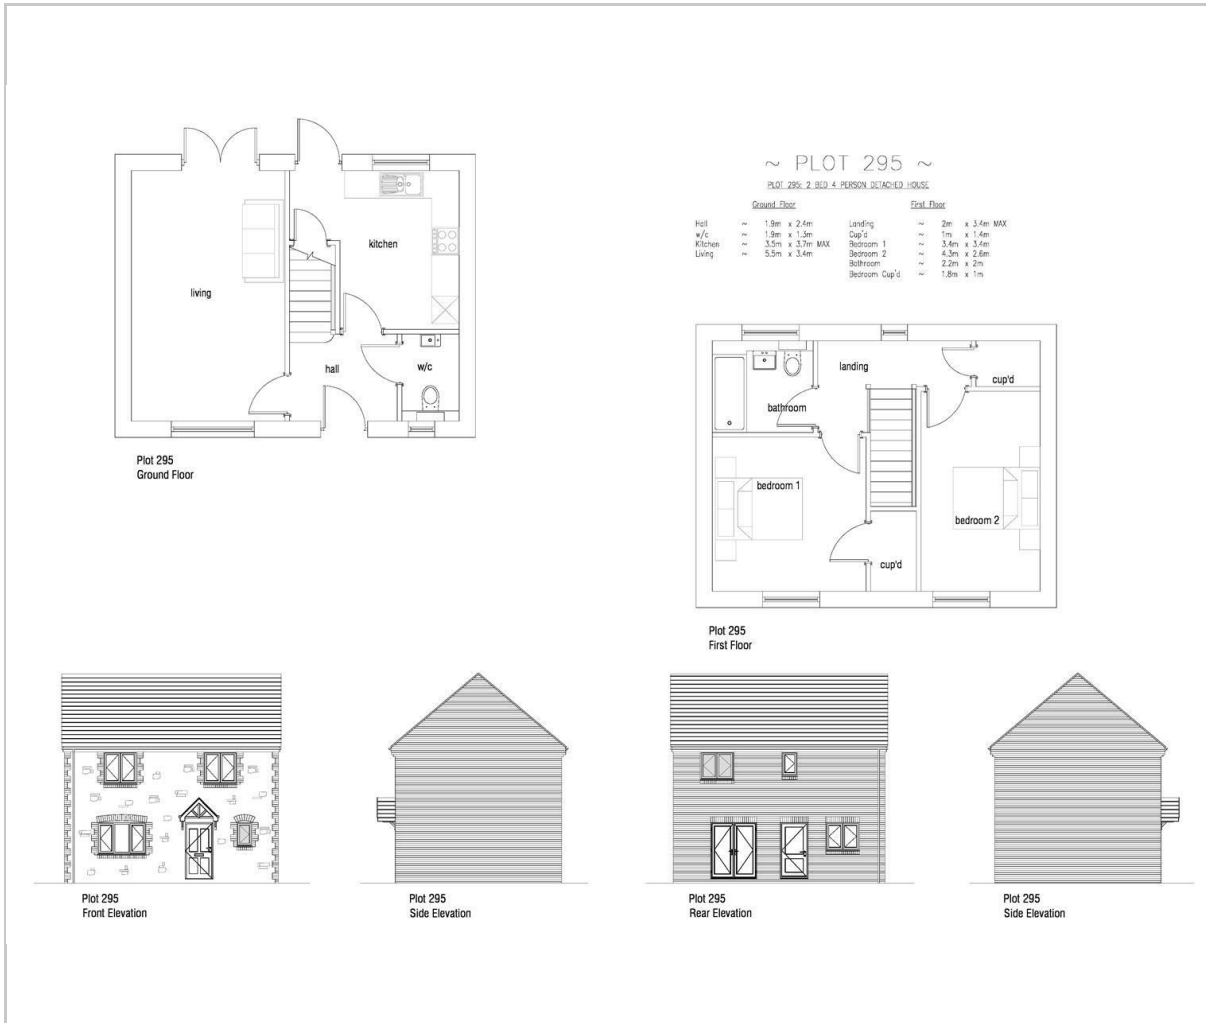 ~ PLOT 295 ~
PLOT 295: 2 BED 4 PERSON DETACHED HOUSE
Ground Floor
Hall ~ 1.9m x 2.4m
w/c ~ 1.9m x 1.3m
Kitchen ~ 3.5m x 3.7m MAX
Living ~ 5.5m x 3.4m
First Floor
Landing ~ 2m x 3.4m MAX
Cup'd ~ 1m x 1.4m
Bedroom 1 ~ 3.4m x 3.4m
Bedroom 2 ~ 4.3m x 2.6m
Bathroom ~ 2.2m x 2m
Bedroom Cup'd ~ 1.8m x 1m
kitchen
living
hall
w/c
Plot 295
Ground Floor
landing
cup'd
bathroom
bedroom 1
bedroom 2
cup'd
Plot 295
First Floor
Plot 295
Front Elevation
Plot 295
Side Elevation
Plot 295
Rear Elevation
Plot 295
Side Elevation